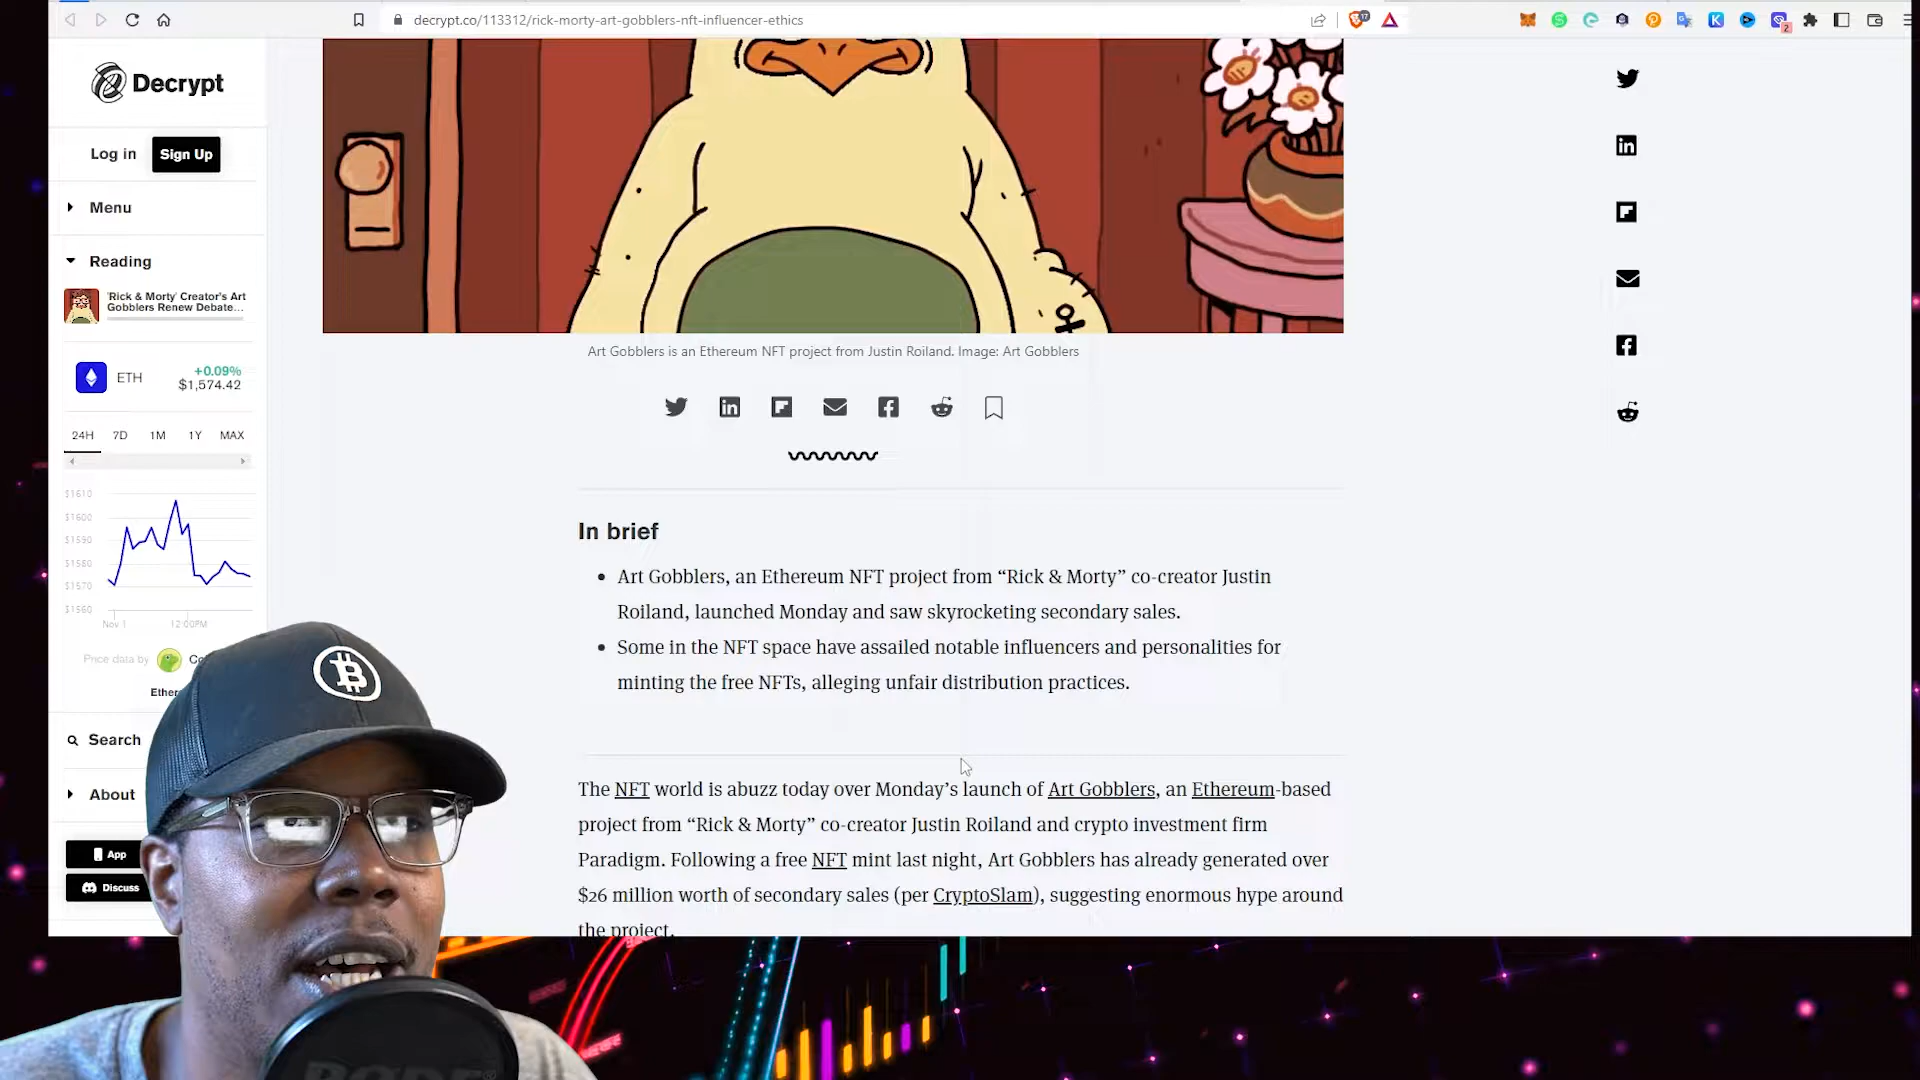 decrypt.co/113312/rick-morty-art-gobblers-nft-influencer-ethics
17
2
Decrypt
Log in
Sign Up
Menu
Reading
'Rick & Morty' Creator's Art
Gobblers Renew Debate...
ETH
+0.09%
$1,574.42
24H 7D 1M 1Y MAX
$1610
$1600
$1590
$1580
$1570
$1560
Nov 1 12:00PM
Price data by
Search
About
App
Discuss
Art Gobblers is an Ethereum NFT project from Justin Roiland. Image: Art Gobblers
In brief
Art Gobblers, an Ethereum NFT project from “Rick & Morty” co-creator Justin
Roiland, launched Monday and saw skyrocketing secondary sales.
Some in the NFT space have assailed notable influencers and personalities for
minting the free NFTs, alleging unfair distribution practices.
The NFT world is abuzz today over Monday’s launch of Art Gobblers, an Ethereum-based
project from “Rick & Morty” co-creator Justin Roiland and crypto investment firm
Paradigm. Following a free NFT mint last night, Art Gobblers has already generated over
$26 million worth of secondary sales (per CryptoSlam), suggesting enormous hype around
the project.